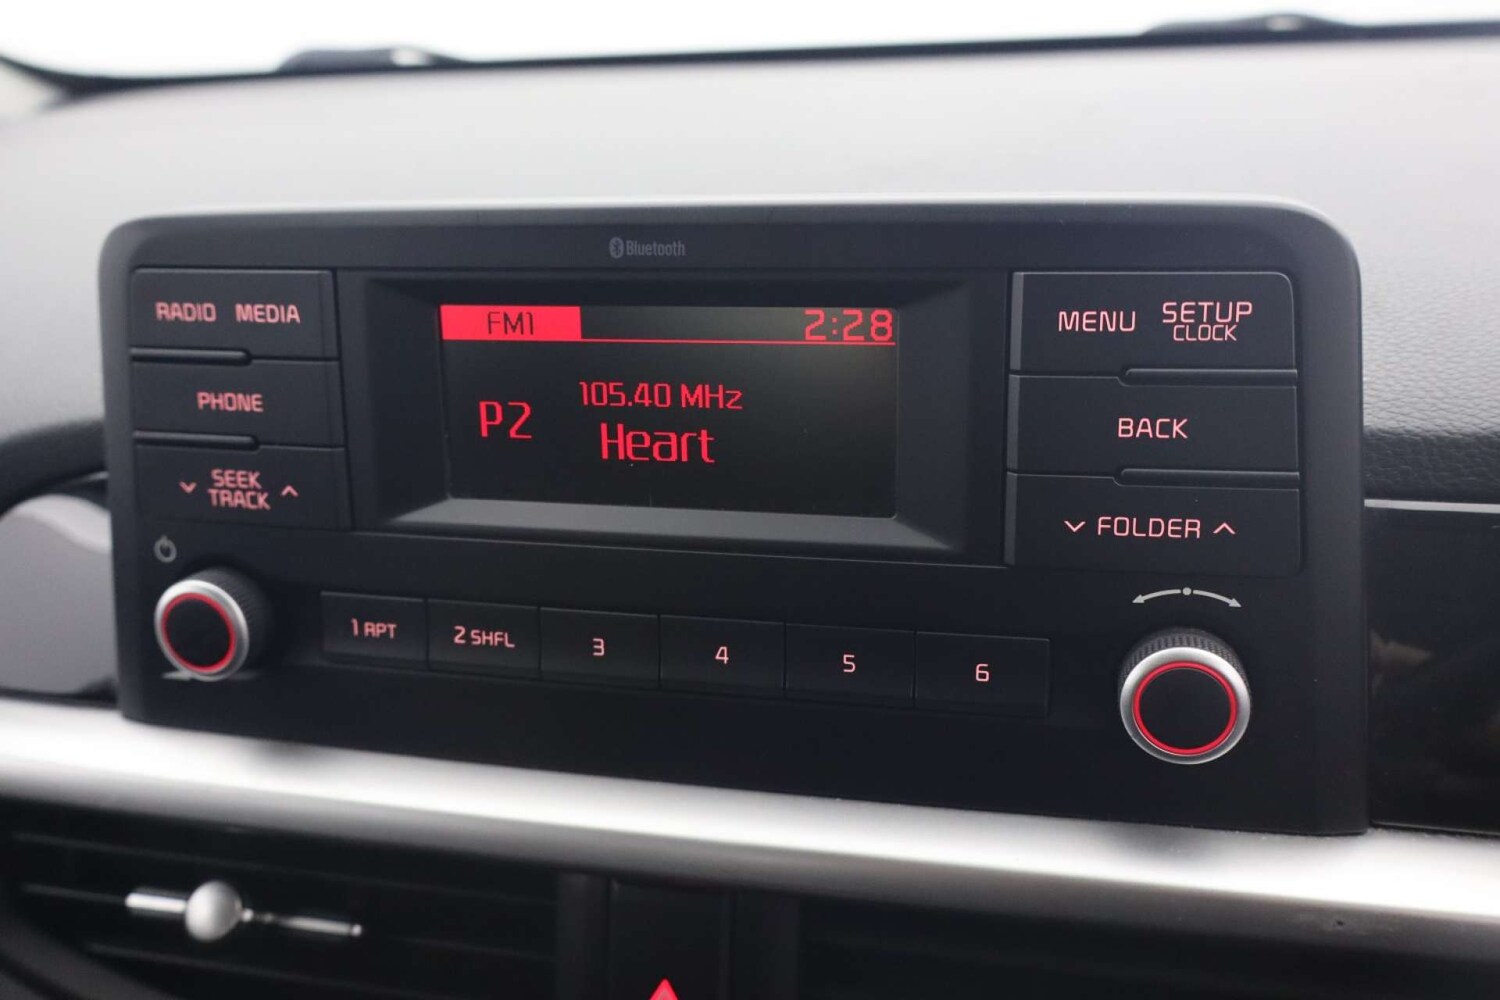 Bluetooth
RADIO MEDIA
PHONE
SEEK
TRACK
FM1 2:28
P2
105.40 MHz
Heart
MENU SETUP
CLOCK
BACK
FOLDER
1 RPT 2 SHFL 3 4 5 6